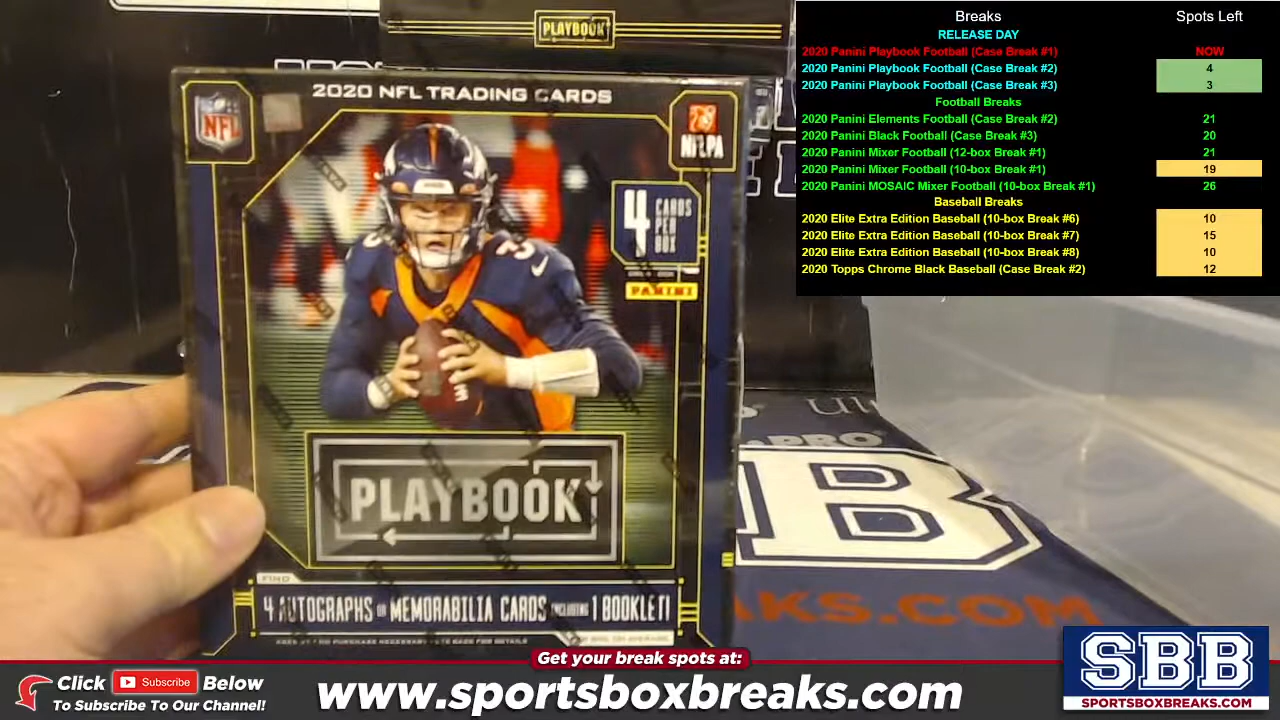 PLAYBOOK
2020 NFL TRADING CARDS
NFL
NFLPA
4 CARDS
PER
BOX
PANINI
3
PLAYBOOK
FIND
4 AUTOGRAPHS OR MEMORABILIA CARDS INCLUDING 1 BOOKLET!
Breaks Spots Left
RELEASE DAY
2020 Panini Playbook Football (Case Break #1) NOW
2020 Panini Playbook Football (Case Break #2) 4
2020 Panini Playbook Football (Case Break #3) 3
Football Breaks
2020 Panini Elements Football (Case Break #2) 21
2020 Panini Black Football (Case Break #3) 20
2020 Panini Mixer Football (12-box Break #1) 21
2020 Panini Mixer Football (10-box Break #1) 19
2020 Panini MOSAIC Mixer Football (10-box Break #1) 26
Baseball Breaks
2020 Elite Extra Edition Baseball (10-box Break #6) 10
2020 Elite Extra Edition Baseball (10-box Break #7) 15
2020 Elite Extra Edition Baseball (10-box Break #8) 10
2020 Topps Chrome Black Baseball (Case Break #2) 12
PRO
B
AKS.COM
Get your break spots at:
Click Subscribe Below
To Subscribe To Our Channel!
www.sportsboxbreaks.com
SBB
SPORTSBOXBREAKS.COM